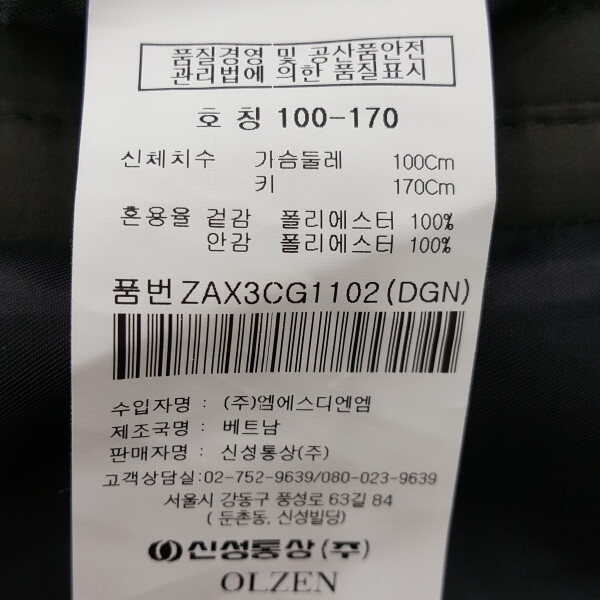 품질경영 및 공산품안전
관리법에 의한 품질표시
호 칭 100-170
신체치수 가슴둘레 100Cm
키 170Cm
혼용율 겉감 폴리에스터 100%
안감 폴리에스터 100%
품번 ZAX3CG1102(DGN)
수입자명 : (주)엠에스디엔엠
제조국명 : 베트남
판매자명 : 신성통상(주)
고객상담실:02-752-9639/080-023-9639
서울시 강동구 풍성로 63길 84
( 둔촌동, 신성빌딩)
신성통상(주)
OLZEN